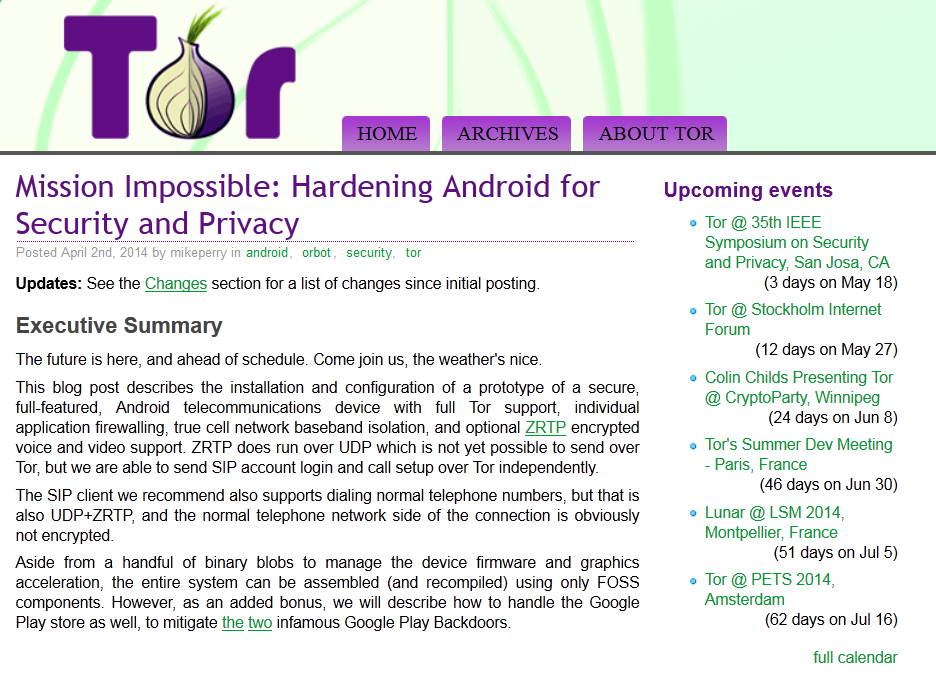 Tor
HOME
ARCHIVES
ABOUT TOR
Mission Impossible: Hardening Android for
Security and Privacy
Posted April 2nd, 2014 by mikeperry in android, orbot, security, tor
Updates: See the Changes section for a list of changes since initial posting.
Executive Summary
The future is here, and ahead of schedule. Come join us, the weather's nice.
This blog post describes the installation and configuration of a prototype of a secure,
full-featured, Android telecommunications device with full Tor support, individual
application firewalling, true cell network baseband isolation, and optional ZRTP encrypted
voice and video support. ZRTP does run over UDP which is not yet possible to send over
Tor, but we are able to send SIP account login and call setup over Tor independently.
The SIP client we recommend also supports dialing normal telephone numbers, but that is
also UDP+ZRTP, and the normal telephone network side of the connection is obviously
not encrypted.
Aside from a handful of binary blobs to manage the device firmware and graphics
acceleration, the entire system can be assembled (and recompiled) using only FOSS
components. However, as an added bonus, we will describe how to handle the Google
Play store as well, to mitigate the two infamous Google Play Backdoors.
Upcoming events
Tor @ 35th IEEE
Symposium on Security
and Privacy, San Josa, CA
(3 days on May 18)
Tor @ Stockholm Internet
Forum
(12 days on May 27)
Colin Childs Presenting Tor
@ CryptoParty, Winnipeg
(24 days on Jun 8)
Tor's Summer Dev Meeting
- Paris, France
(46 days on Jun 30)
Lunar @ LSM 2014,
Montpellier, France
(51 days on Jul 5)
Tor @ PETS 2014,
Amsterdam
(62 days on Jul 16)
full calendar